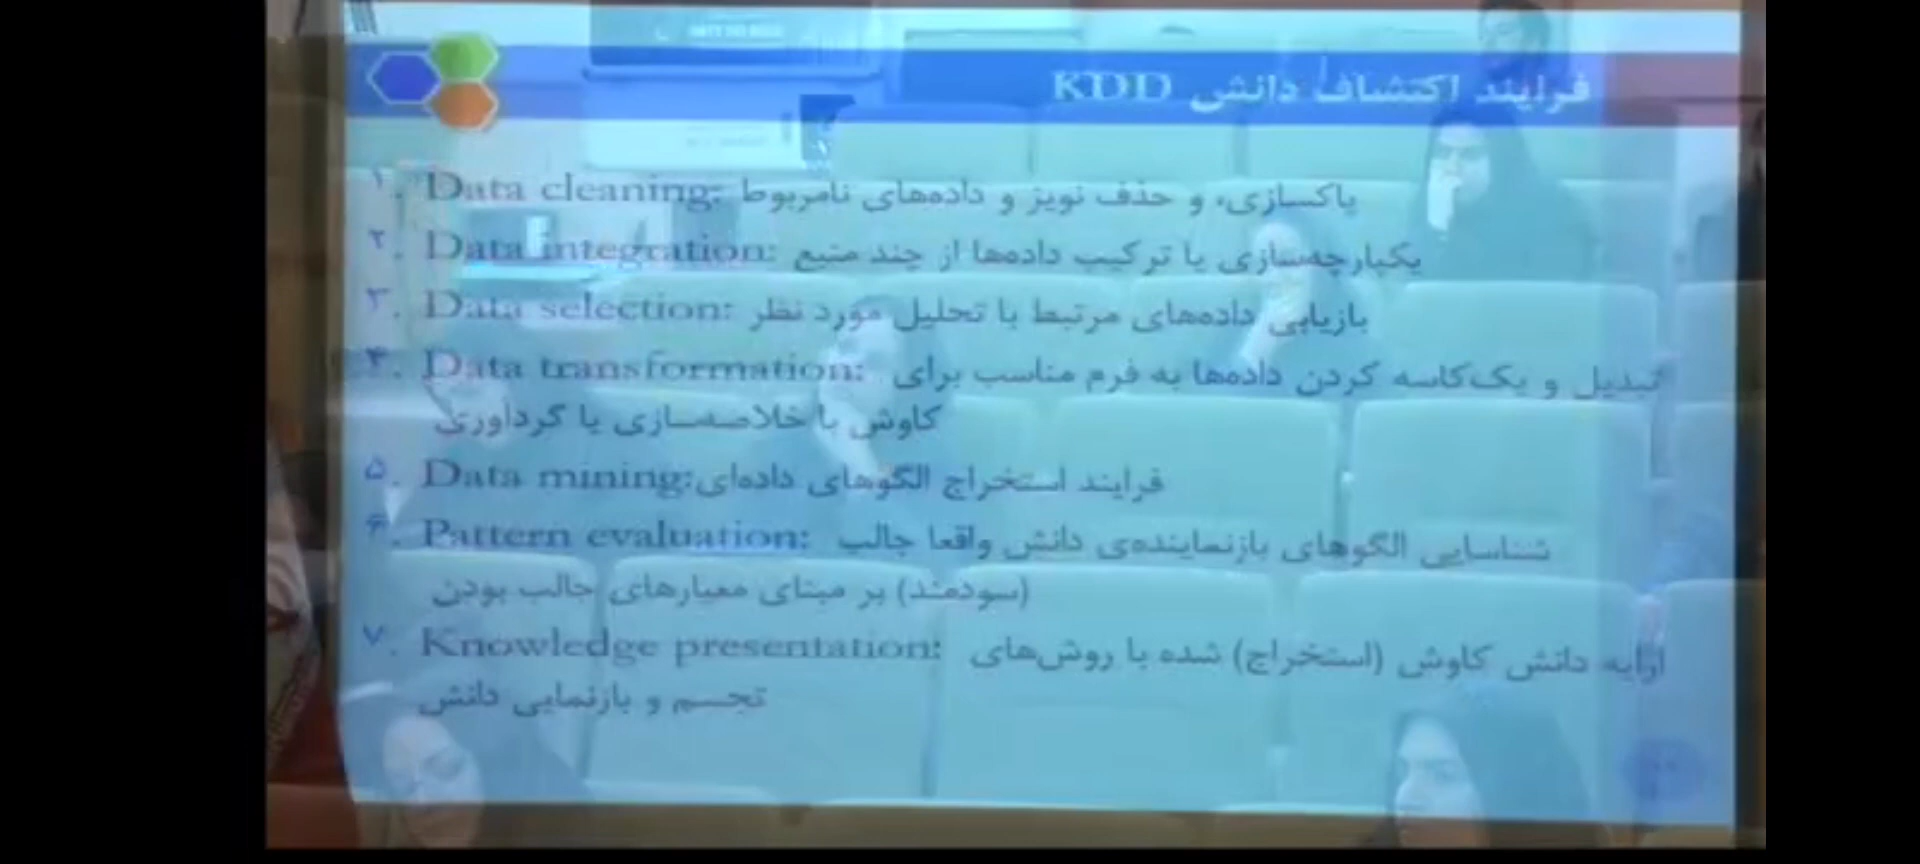 فرایند اکتشاف دانش KDD
۱. Data cleaning: پاکسازی، و حذف نویز و داده‌های نامربوط
۲. Data integration: یکپارچه‌سازی یا ترکیب داده‌ها از چند منبع
۳. Data selection: بازیابی داده‌های مرتبط با تحلیل مورد نظر
۴. Data transformation: تبدیل و یک‌کاسه کردن داده‌ها به فرم مناسب برای
کاوش با خلاصه‌سازی یا گردآوری
۵. Data mining: فرایند استخراج الگوهای داده‌ای
۶. Pattern evaluation: شناسایی الگوهای بازنماینده‌ی دانش واقعا جالب
(سودمند) بر مبنای معیارهای جالب بودن
۷. Knowledge presentation: ارایه دانش کاوش (استخراج) شده با روش‌های
تجسم و بازنمایی دانش